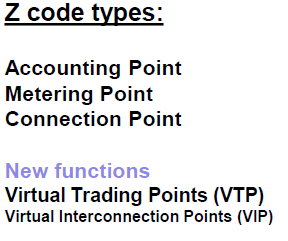 Z code types:
Accounting Point
Metering Point
Connection Point
New functions
Virtual Trading Points (VTP)
Virtual Interconnection Points (VIP)